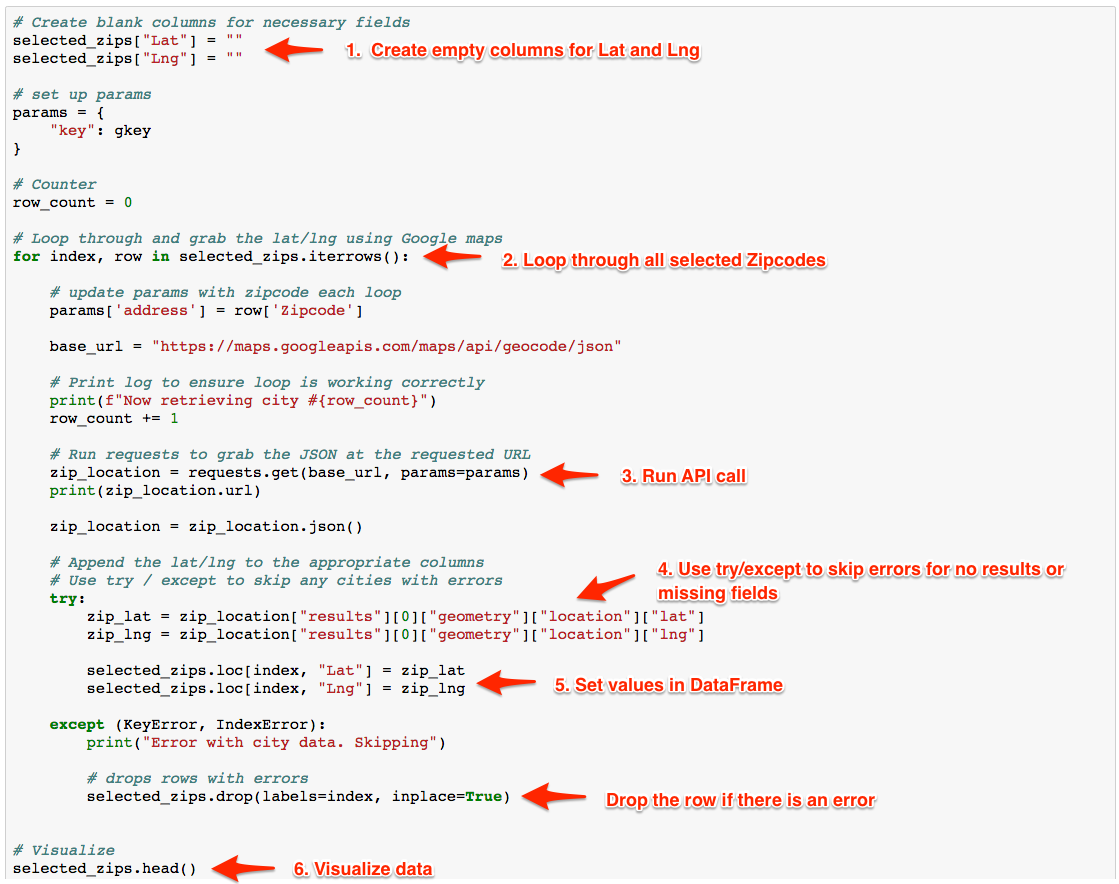 # Create blank columns for necessary fields
selected_zips["Lat"] = ""
selected_zips["Lng"] = ""
1. Create empty columns for Lat and Lng
# set up params
params = {
    "key": gkey
}
# Counter
row_count = 0
# Loop through and grab the lat/lng using Google maps
for index, row in selected_zips.iterrows():
2. Loop through all selected Zipcodes
    # update params with zipcode each loop
    params['address'] = row['Zipcode']
    base_url = "https://maps.googleapis.com/maps/api/geocode/json"
    # Print log to ensure loop is working correctly
    print(f"Now retrieving city #{row_count}")
    row_count += 1
    # Run requests to grab the JSON at the requested URL
    zip_location = requests.get(base_url, params=params)
3. Run API call
    print(zip_location.url)
    zip_location = zip_location.json()
    # Append the lat/lng to the appropriate columns
    # Use try / except to skip any cities with errors
4. Use try/except to skip errors for no results or
missing fields
    try:
        zip_lat = zip_location["results"][0]["geometry"]["location"]["lat"]
        zip_lng = zip_location["results"][0]["geometry"]["location"]["lng"]
        selected_zips.loc[index, "Lat"] = zip_lat
        selected_zips.loc[index, "Lng"] = zip_lng
5. Set values in DataFrame
    except (KeyError, IndexError):
        print("Error with city data. Skipping")
        # drops rows with errors
        selected_zips.drop(labels=index, inplace=True)
Drop the row if there is an error
# Visualize
selected_zips.head()
6. Visualize data